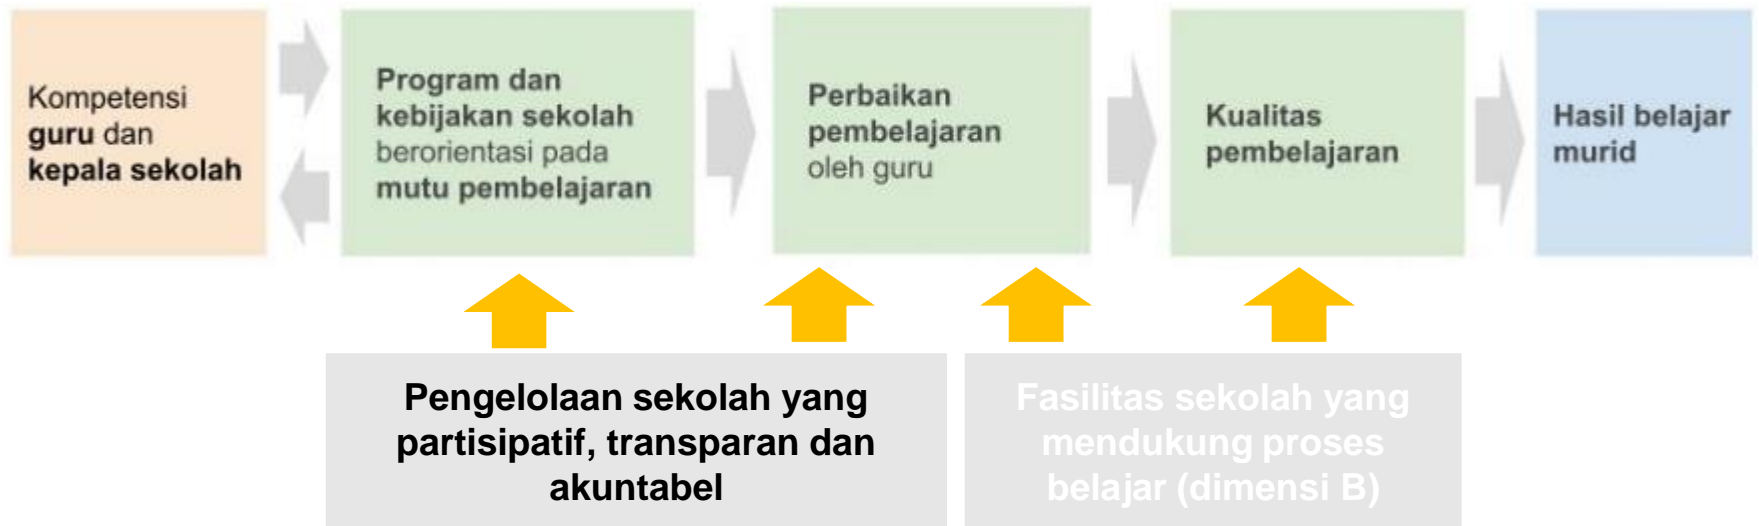 Kompetensi
guru dan
kepala sekolah
Program dan
kebijakan sekolah
berorientasi pada
mutu pembelajaran
Perbaikan
pembelajaran
oleh guru
Kualitas
pembelajaran
Hasil belajar
murid
Pengelolaan sekolah yang
partisipatif, transparan dan
akuntabel
Fasilitas sekolah yang
mendukung proses
belajar (dimensi B)